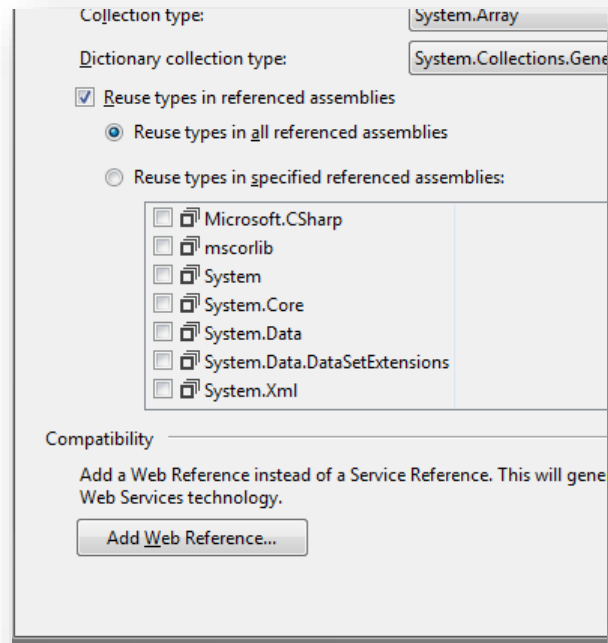 Collection type:
System.Array
Dictionary collection type:
System.Collections.Gene
Reuse types in referenced assemblies
Reuse types in all referenced assemblies
Reuse types in specified referenced assemblies:
Microsoft.CSharp
mscorlib
System
System.Core
System.Data
System.Data.DataSetExtensions
System.Xml
Compatibility
Add a Web Reference instead of a Service Reference. This will gene
Web Services technology.
Add Web Reference...